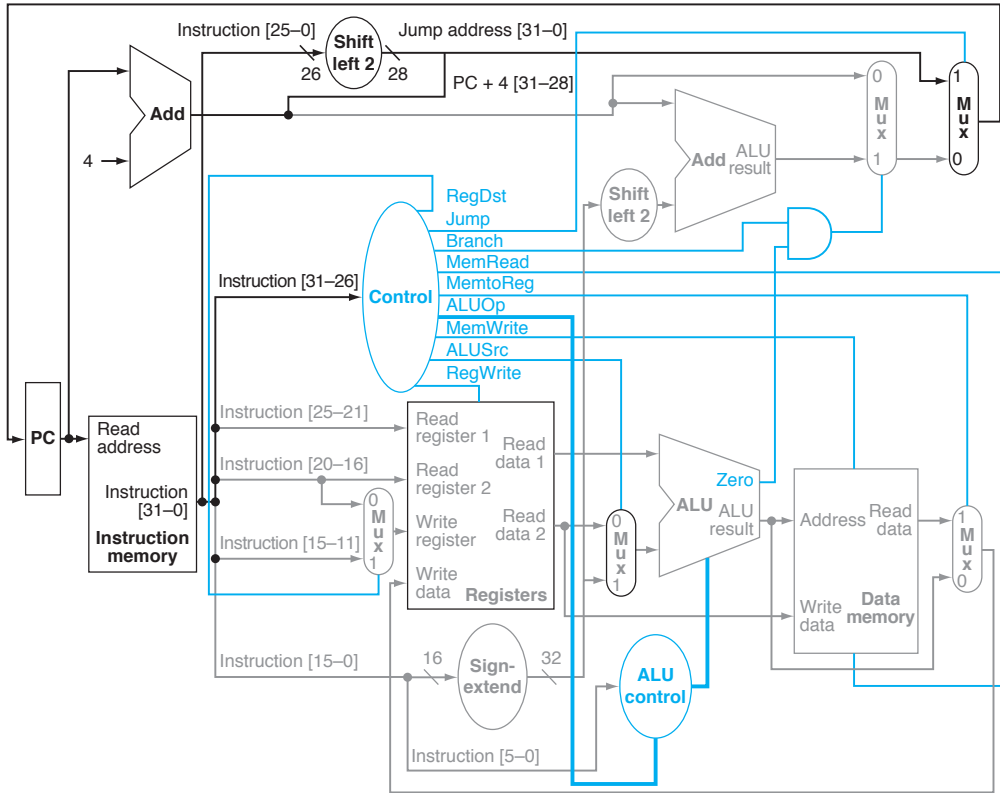 Instruction [25–0]
Shift
left 2
Jump address [31–0]
26
28
PC + 4 [31–28]
Add
4
0
M
u
x
1
1
M
u
x
0
Add
ALU
result
Shift
left 2
RegDst
Jump
Branch
MemRead
MemtoReg
ALUOp
MemWrite
ALUSrc
RegWrite
Instruction [31–26]
Control
PC
Read
address
Instruction
[31–0]
Instruction
memory
Instruction [25–21]
Instruction [20–16]
Instruction [15–11]
0
M
u
x
1
Read
register 1
Read
register 2
Write
register
Write
data
Read
data 1
Read
data 2
Registers
0
M
u
x
1
Zero
ALU
ALU
result
Address
Read
data
Write
data
Data
memory
1
M
u
x
0
Instruction [15–0]
16
Sign-
extend
32
ALU
control
Instruction [5–0]